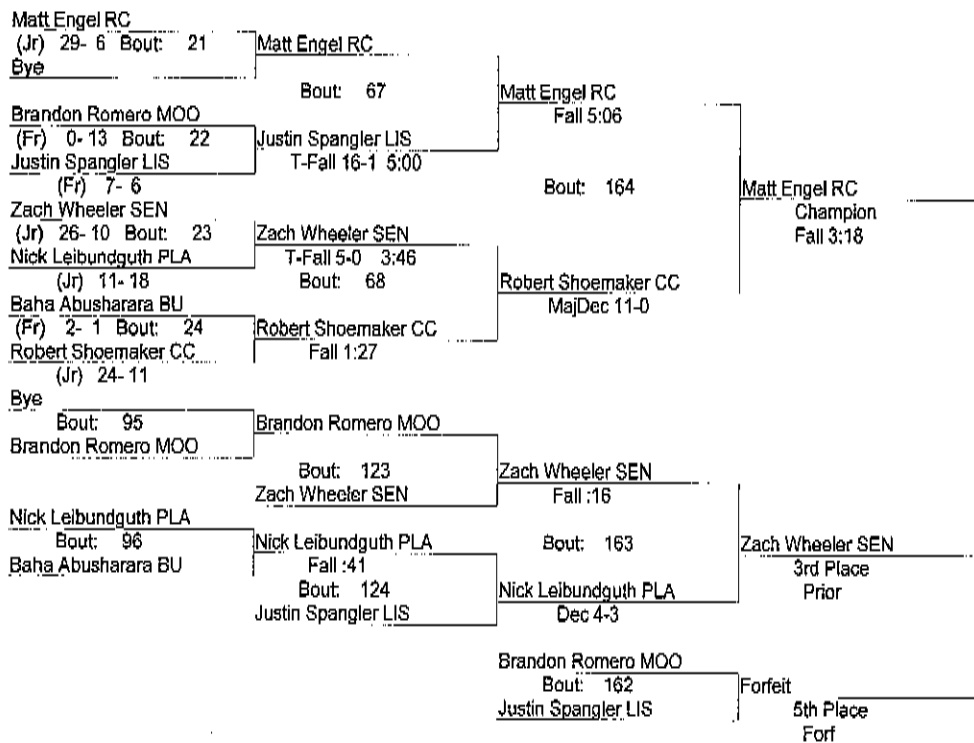 Matt Engel RC
(Jr) 29- 6 Bout: 21
Bye
Matt Engel RC
Bout: 67
Brandon Romero MOO
(Fr) 0- 13 Bout: 22
Justin Spangler LIS
(Fr) 7- 6
Justin Spangler LIS
T-Fall 16-1 5:00
Matt Engel RC
Fall 5:06
Bout: 164
Zach Wheeler SEN
(Jr) 26- 10 Bout: 23
Nick Leibundguth PLA
(Jr) 11- 18
Zach Wheeler SEN
T-Fall 5-0 3:46
Bout: 68
Baha Abusharara BU
(Fr) 2- 1 Bout: 24
Robert Shoemaker CC
(Jr) 24- 11
Robert Shoemaker CC
Fall 1:27
Robert Shoemaker CC
MajDec 11-0
Matt Engel RC
Champion
Fall 3:18
Bye
Bout: 95
Brandon Romero MOO
Brandon Romero MOO
Bout: 123
Zach Wheeler SEN
Zach Wheeler SEN
Fall :16
Bout: 163
Nick Leibundguth PLA
Bout: 96
Baha Abusharara BU
Nick Leibundguth PLA
Fall :41
Bout: 124
Justin Spangler LIS
Nick Leibundguth PLA
Dec 4-3
Zach Wheeler SEN
3rd Place
Prior
Brandon Romero MOO
Bout: 162
Justin Spangler LIS
Forfeit
5th Place
Forf